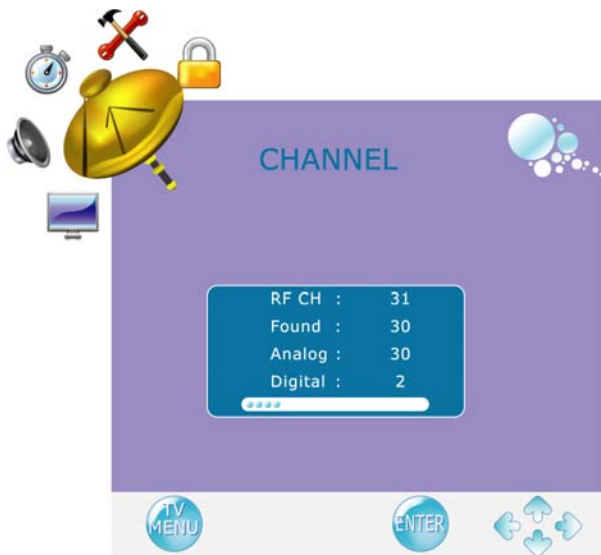 CHANNEL
RF CH : 31
Found : 30
Analog : 30
Digital : 2
TV
MENU
ENTER